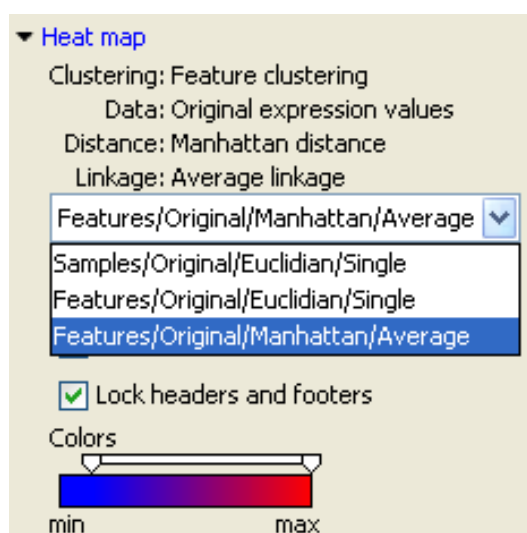 Heat map
Clustering: Feature clustering
Data: Original expression values
Distance: Manhattan distance
Linkage: Average linkage
Features/Original/Manhattan/Average
Samples/Original/Euclidian/Single
Features/Original/Euclidian/Single
Features/Original/Manhattan/Average
Lock headers and footers
Colors
min max